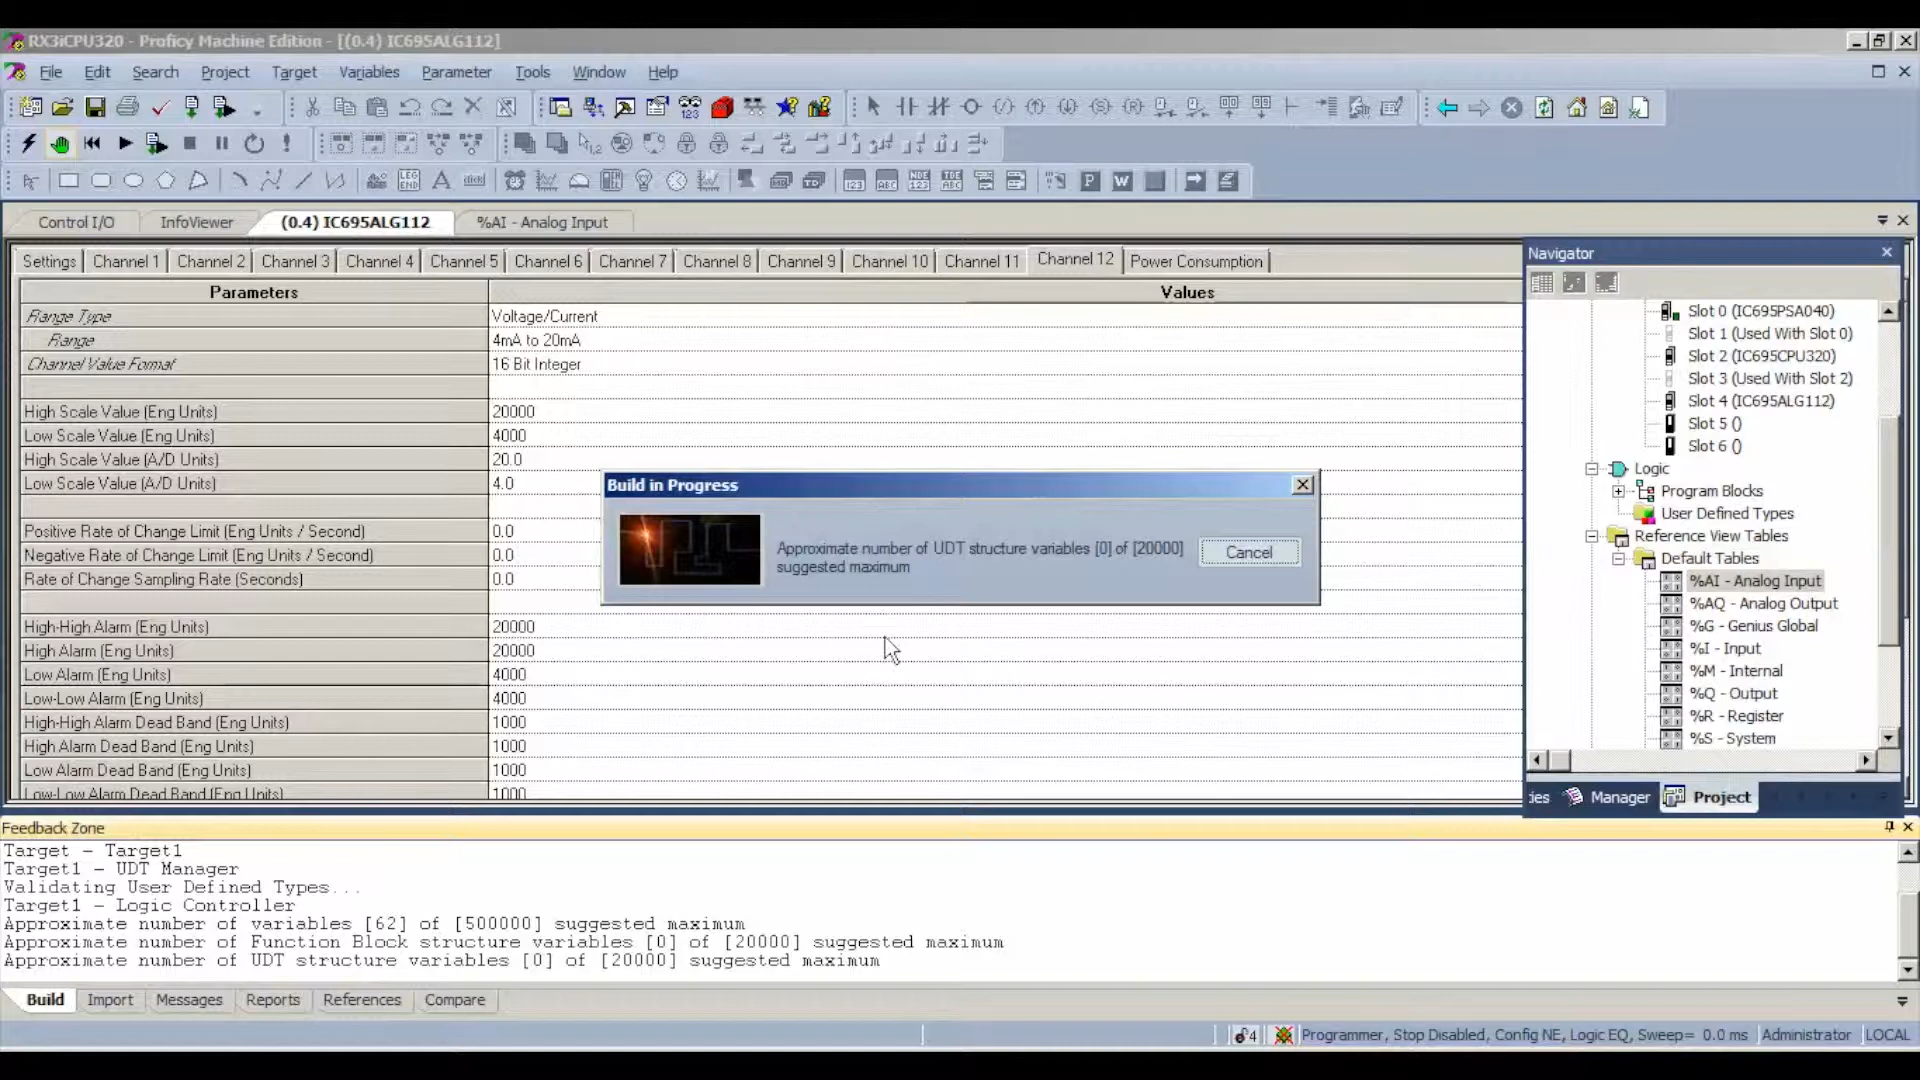 RX3iCPU320 - Proficy Machine Edition - [(0.4) IC695ALG112]
File Edit Search Project Target Variables Parameter Tools Window Help
Control I/O InfoViewer (0.4) IC695ALG112 %AI - Analog Input
Settings Channel 1 Channel 2 Channel 3 Channel 4 Channel 5 Channel 6 Channel 7 Channel 8 Channel 9 Channel 10 Channel 11 Channel 12 Power Consumption
Parameters Values
Range Type Voltage/Current
Range 4mA to 20mA
Channel Value Format 16 Bit Integer
High Scale Value (Eng Units) 20000
Low Scale Value (Eng Units) 4000
High Scale Value (A/D Units) 20.0
Low Scale Value (A/D Units) 4.0
Positive Rate of Change Limit (Eng Units / Second) 0.0
Negative Rate of Change Limit (Eng Units / Second) 0.0
Rate of Change Sampling Rate (Seconds) 0.0
High-High Alarm (Eng Units) 20000
High Alarm (Eng Units) 20000
Low Alarm (Eng Units) 4000
Low-Low Alarm (Eng Units) 4000
High-High Alarm Dead Band (Eng Units) 1000
High Alarm Dead Band (Eng Units) 1000
Low Alarm Dead Band (Eng Units) 1000
Low-Low Alarm Dead Band (Eng Units) 1000
Build in Progress
Approximate number of UDT structure variables [0] of [20000]
suggested maximum
Cancel
Navigator
Slot 0 (IC695PSA040)
Slot 1 (Used With Slot 0)
Slot 2 (IC695CPU320)
Slot 3 (Used With Slot 2)
Slot 4 (IC695ALG112)
Slot 5 ()
Slot 6 ()
Logic
Program Blocks
User Defined Types
Reference View Tables
Default Tables
%AI - Analog Input
%AQ - Analog Output
%G - Genius Global
%I - Input
%M - Internal
%Q - Output
%R - Register
%S - System
ies Manager Project
Feedback Zone
Target - Target1
Target1 - UDT Manager
Validating User Defined Types...
Target1 - Logic Controller
Approximate number of variables [62] of [500000] suggested maximum
Approximate number of Function Block structure variables [0] of [20000] suggested maximum
Approximate number of UDT structure variables [0] of [20000] suggested maximum
Build Import Messages Reports References Compare
4 Programmer, Stop Disabled, Config NE, Logic EQ, Sweep= 0.0 ms Administrator LOCAL